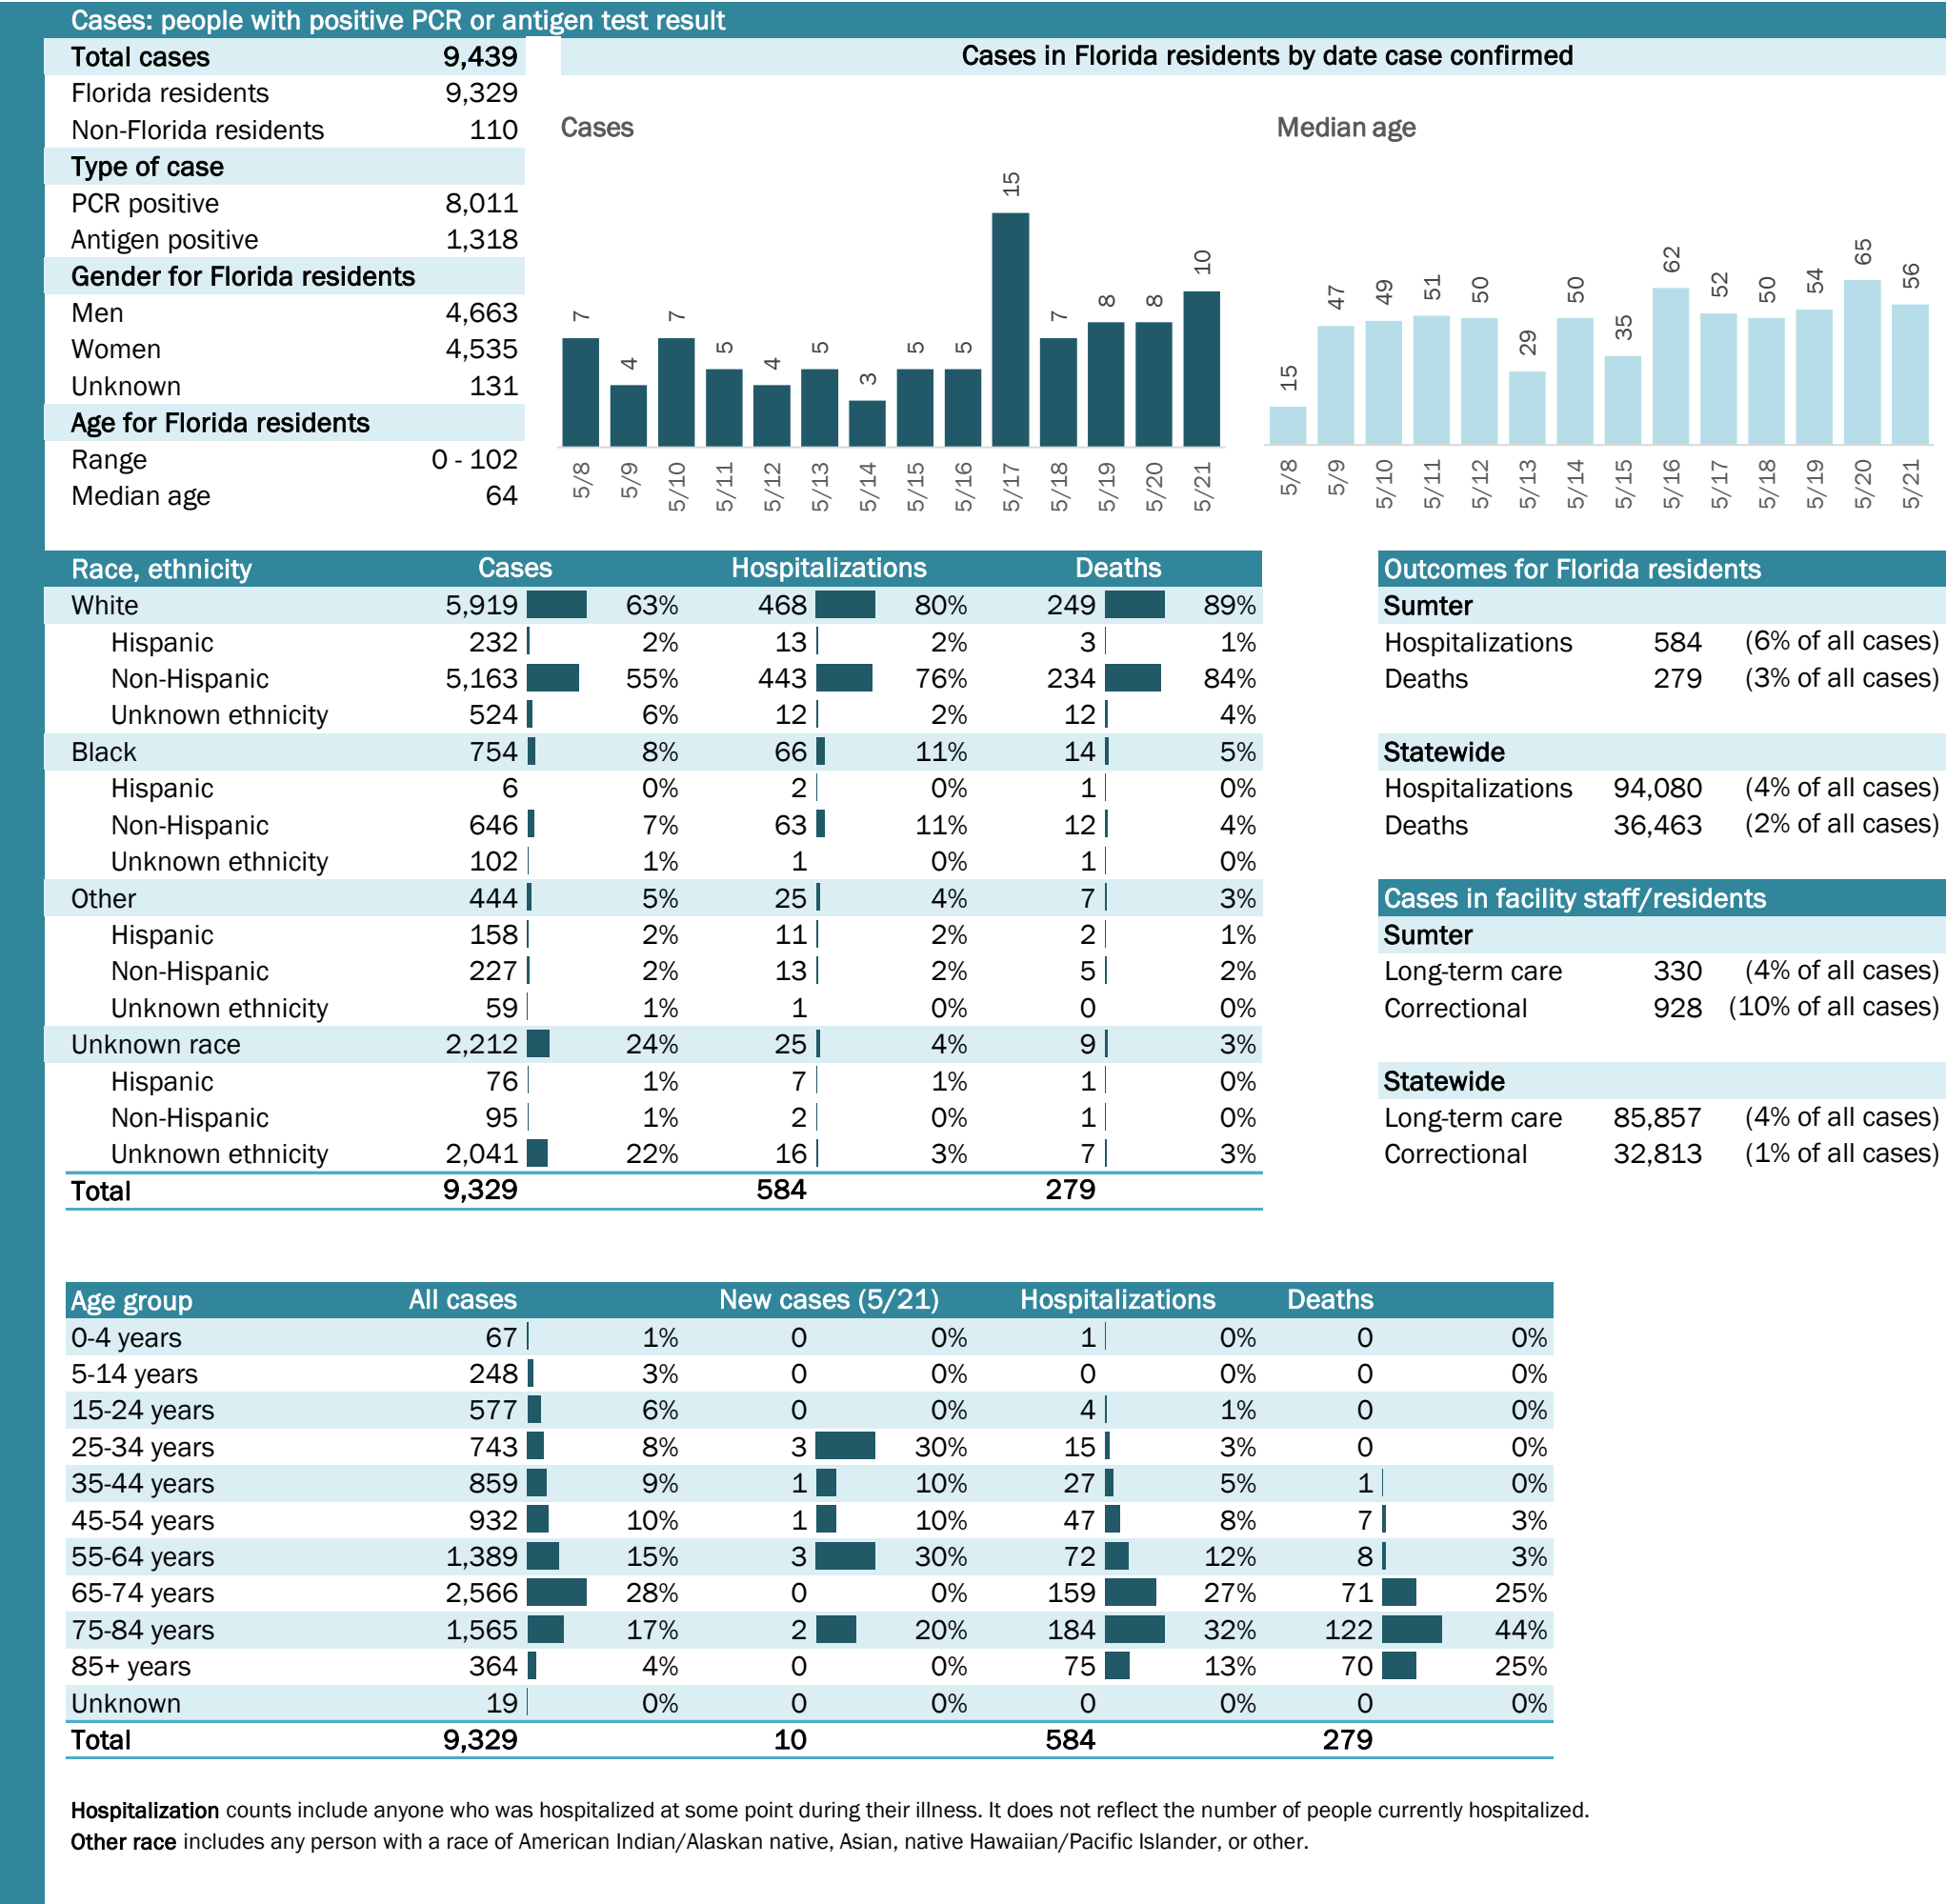 Cases: people with positive PCR or antigen test result
Total cases 9,439
Florida residents 9,329
Non-Florida residents 110
Type of case
PCR positive 8,011
Antigen positive 1,318
Gender for Florida residents
Men 4,663
Women 4,535
Unknown 131
Age for Florida residents
Range 0 - 102
Median age 64
Cases in Florida residents by date case confirmed
Cases
7 4 7 5 4 5 3 5 5 15 7 8 8 10
5/8 5/9 5/10 5/11 5/12 5/13 5/14 5/15 5/16 5/17 5/18 5/19 5/20 5/21
Median age
15 47 49 51 50 29 50 35 62 52 50 54 65 56
5/8 5/9 5/10 5/11 5/12 5/13 5/14 5/15 5/16 5/17 5/18 5/19 5/20 5/21
Race, ethnicity Cases Hospitalizations Deaths
White 5,919 63% 468 80% 249 89%
Hispanic 232 2% 13 2% 3 1%
Non-Hispanic 5,163 55% 443 76% 234 84%
Unknown ethnicity 524 6% 12 2% 12 4%
Black 754 8% 66 11% 14 5%
Hispanic 6 0% 2 0% 1 0%
Non-Hispanic 646 7% 63 11% 12 4%
Unknown ethnicity 102 1% 1 0% 1 0%
Other 444 5% 25 4% 7 3%
Hispanic 158 2% 11 2% 2 1%
Non-Hispanic 227 2% 13 2% 5 2%
Unknown ethnicity 59 1% 1 0% 0 0%
Unknown race 2,212 24% 25 4% 9 3%
Hispanic 76 1% 7 1% 1 0%
Non-Hispanic 95 1% 2 0% 1 0%
Unknown ethnicity 2,041 22% 16 3% 7 3%
Total 9,329 584 279
Outcomes for Florida residents
Sumter
Hospitalizations 584 (6% of all cases)
Deaths 279 (3% of all cases)
Statewide
Hospitalizations 94,080 (4% of all cases)
Deaths 36,463 (2% of all cases)
Cases in facility staff/residents
Sumter
Long-term care 330 (4% of all cases)
Correctional 928 (10% of all cases)
Statewide
Long-term care 85,857 (4% of all cases)
Correctional 32,813 (1% of all cases)
Age group All cases New cases (5/21) Hospitalizations Deaths
0-4 years 67 1% 0 0% 1 0% 0 0%
5-14 years 248 3% 0 0% 0 0% 0 0%
15-24 years 577 6% 0 0% 4 1% 0 0%
25-34 years 743 8% 3 30% 15 3% 0 0%
35-44 years 859 9% 1 10% 27 5% 1 0%
45-54 years 932 10% 1 10% 47 8% 7 3%
55-64 years 1,389 15% 3 30% 72 12% 8 3%
65-74 years 2,566 28% 0 0% 159 27% 71 25%
75-84 years 1,565 17% 2 20% 184 32% 122 44%
85+ years 364 4% 0 0% 75 13% 70 25%
Unknown 19 0% 0 0% 0 0% 0 0%
Total 9,329 10 584 279
Hospitalization counts include anyone who was hospitalized at some point during their illness. It does not reflect the number of people currently hospitalized.
Other race includes any person with a race of American Indian/Alaskan native, Asian, native Hawaiian/Pacific Islander, or other.